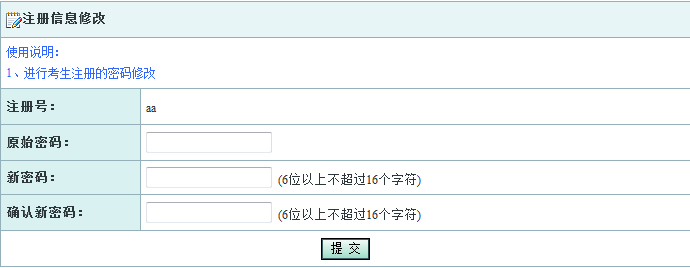 注册信息修改
使用说明：
1、进行考生注册的密码修改
注册号： aa
原始密码：
新密码： (6位以上不超过16个字符)
确认新密码： (6位以上不超过16个字符)
提 交